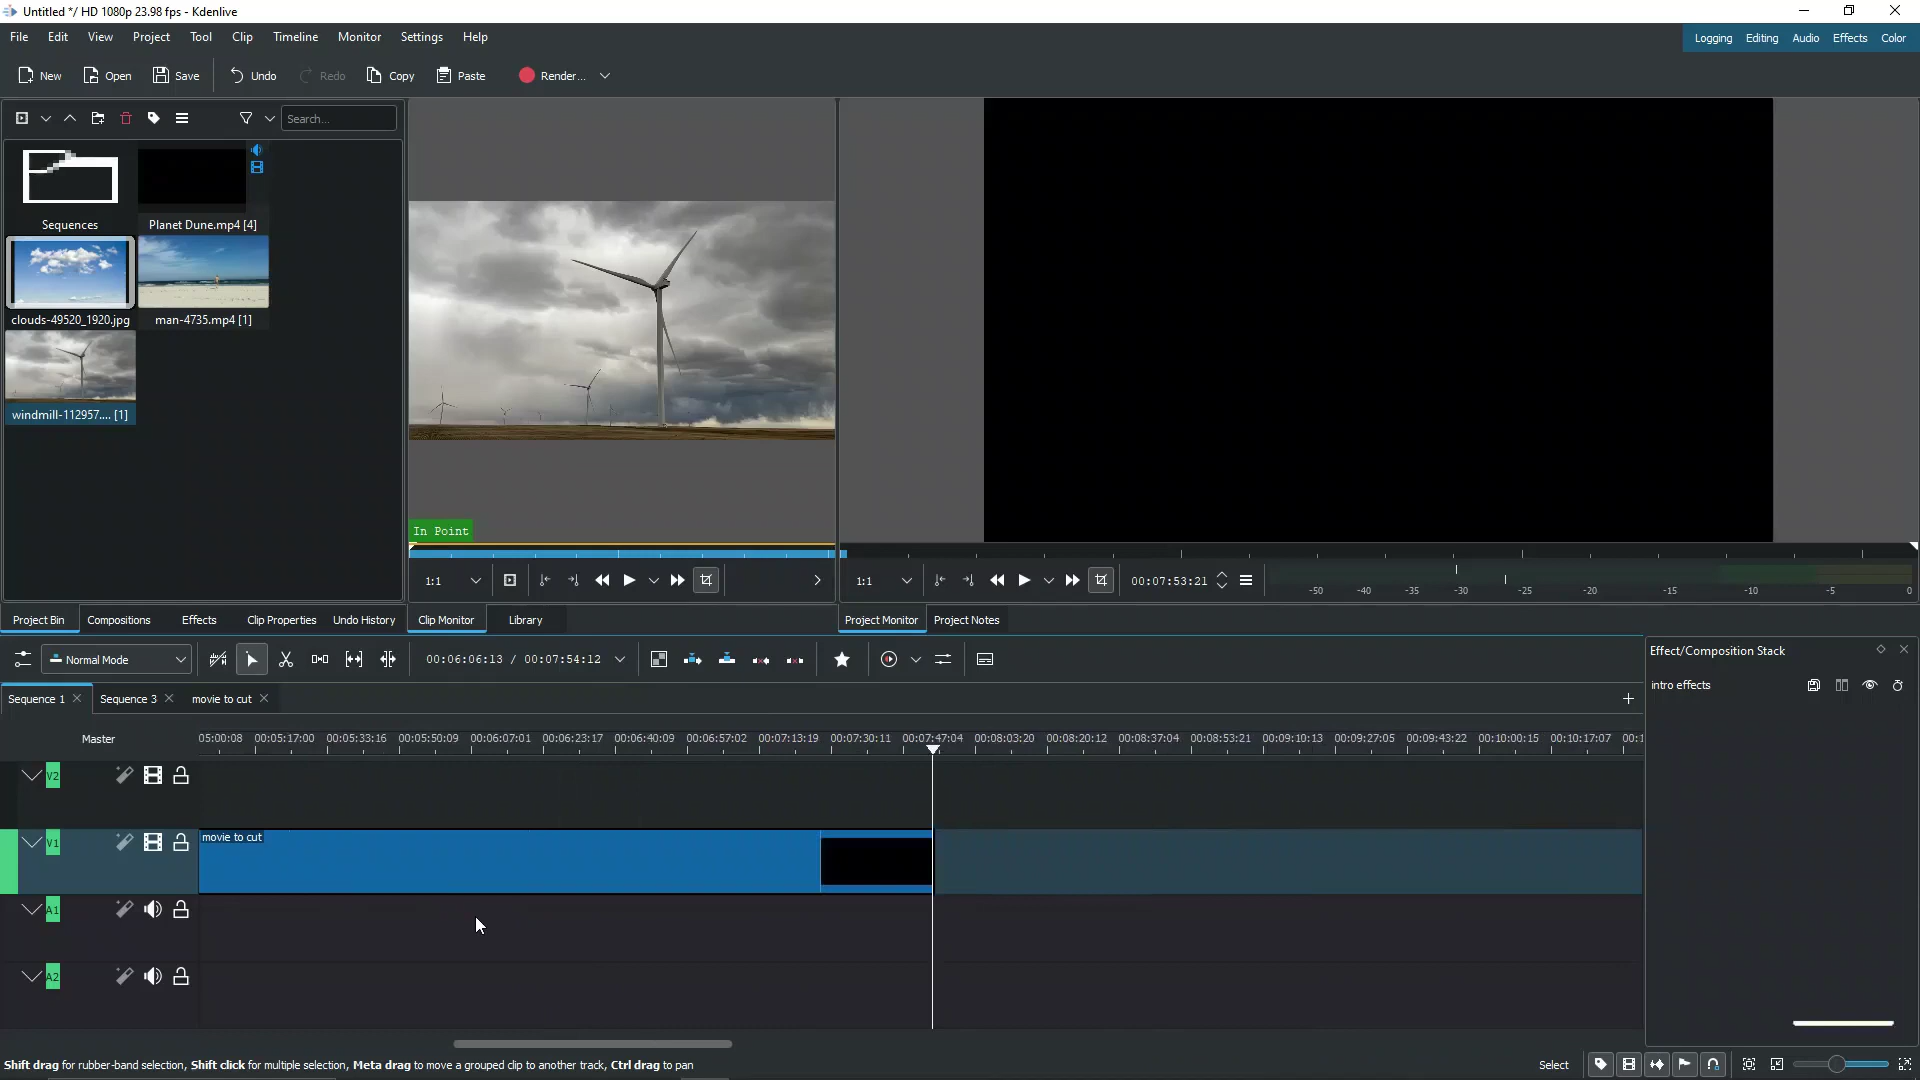 Untitled */ HD 1080p 23.98 fps - Kdenlive
File Edit View Project Tool Clip Timeline Monitor Settings Help
Logging Editing Audio Effects Color
New Open Save Undo Redo Copy Paste Render...
Search...
Sequences
Planet Dune.mp4 [4]
clouds-49520_1920.jpg
man-4735.mp4 [1]
windmill-112957.... [1]
In Point
1:1
1:1
00:07:53:21
-50 -40 -35 -30 -25 -20 -15 -10 -5 0
Project Bin Compositions Effects Clip Properties Undo History Clip Monitor Library
Project Monitor Project Notes
Normal Mode
00:06:06:13 / 00:07:54:12
Effect/Composition Stack
intro effects
Sequence 1 Sequence 3 movie to cut
Master
05:00:08 00:05:17:00 00:05:33:16 00:05:50:09 00:06:07:01 00:06:23:17 00:06:40:09 00:06:57:02 00:07:13:19 00:07:30:11 00:07:47:04 00:08:03:20 00:08:20:12 00:08:37:04 00:08:53:21 00:09:10:13 00:09:27:05 00:09:43:22 00:10:00:15 00:10:17:07 00:1
V2
V1
movie to cut
A1
A2
Shift drag for rubber-band selection, Shift click for multiple selection, Meta drag to move a grouped clip to another track, Ctrl drag to pan
Select